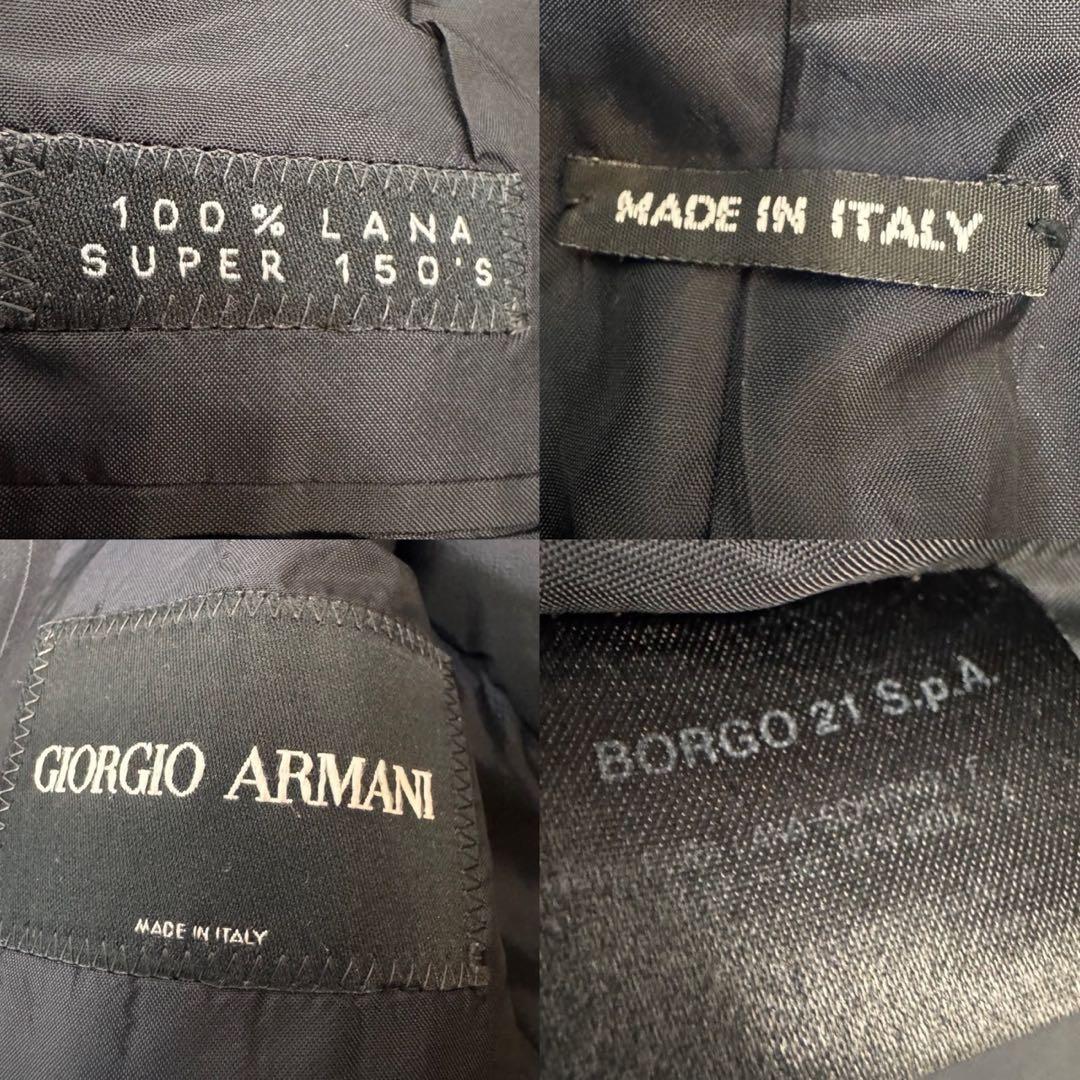 100% LANA
SUPER 150'S
MADE IN ITALY
GIORGIO ARMANI
MADE IN ITALY
BORGO 21 S.p.A.